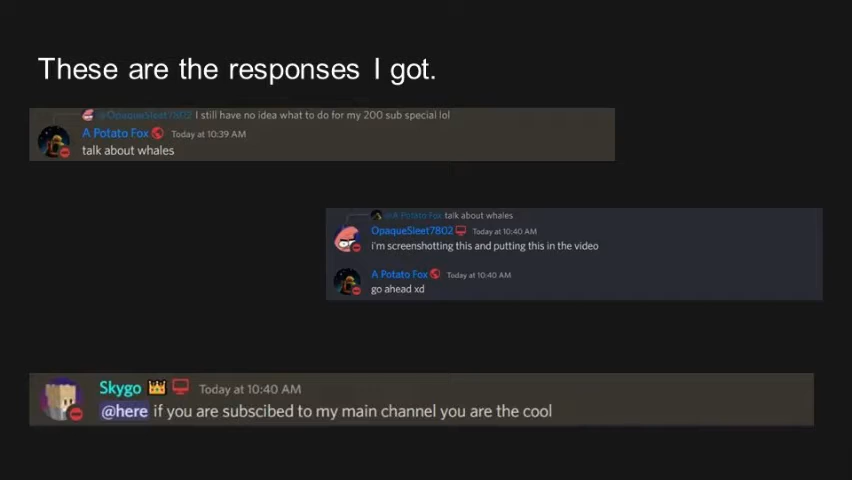 These are the responses I got.
@OpaqueSleet7802 I still have no idea what to do for my 200 sub special lol
A Potato Fox Today at 10:39 AM
talk about whales
@A Potato Fox talk about whales
OpaqueSleet7802 Today at 10:40 AM
i'm screenshotting this and putting this in the video
A Potato Fox Today at 10:40 AM
go ahead xd
Skygo Today at 10:40 AM
@here if you are subscibed to my main channel you are the cool